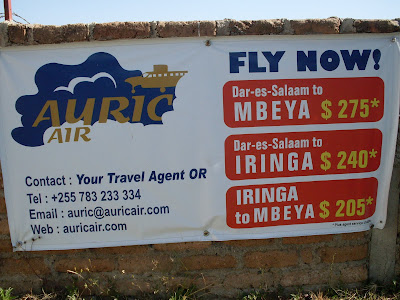 AURIC
AIR
Contact : Your Travel Agent OR
Tel : +255 783 233 334
Email : auric@auricair.com
Web : auricair.com
FLY NOW!
Dar-es-Salaam to
MBEYA $ 275*
Dar-es-Salaam to
IRINGA $ 240*
IRINGA
to MBEYA $ 205*